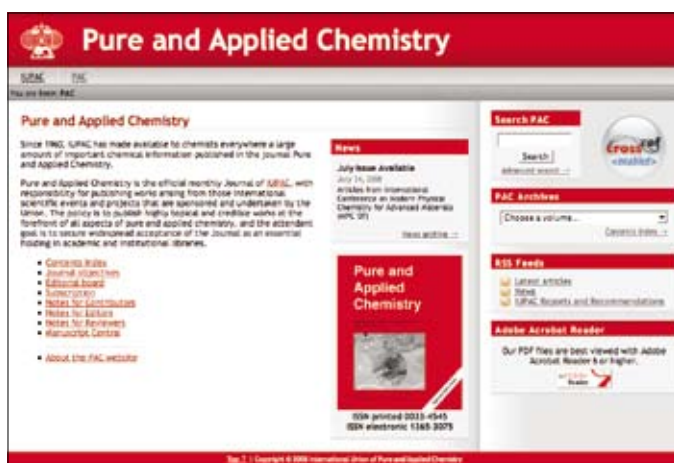 Pure and Applied Chemistry
IUPAC PAC
You are here: PAC
Pure and Applied Chemistry
Since 1960, IUPAC has made available to chemists everywhere a large
amount of important chemical information published in the journal Pure
and Applied Chemistry.
Pure and Applied Chemistry is the official monthly Journal of IUPAC, with
responsibility for publishing works arising from those international
scientific events and projects that are sponsored and undertaken by the
Union. The policy is to publish highly topical and credible works at the
forefront of all aspects of pure and applied chemistry, and the attendant
goal is to secure widespread acceptance of the Journal as an essential
holding in academic and institutional libraries.
Contents Index
Journal objectives
Editorial board
Subscription
Notes for Contributors
Notes for Editors
Notes for Reviewers
Manuscript Central
About the PAC website
News
July Issue Available
2008
Articles from International
Conference on Modern Physical
Chemistry for Advanced Materials
(MPC '07)
News archive
Pure and
Applied
Chemistry
ISSN printed 0033-4545
ISSN electronic 1365-3075
Search PAC
Search
Advanced search
cross ref
PAC Archives
Choose a volume...
Contents Index
RSS Feeds
Latest articles
News
IUPAC Reports and Recommendations
Adobe Acrobat Reader
Our PDF files are best viewed with Adobe
Acrobat Reader 6 or higher.
Reader
Top | Copyright © 2008 International Union of Pure and Applied Chemistry